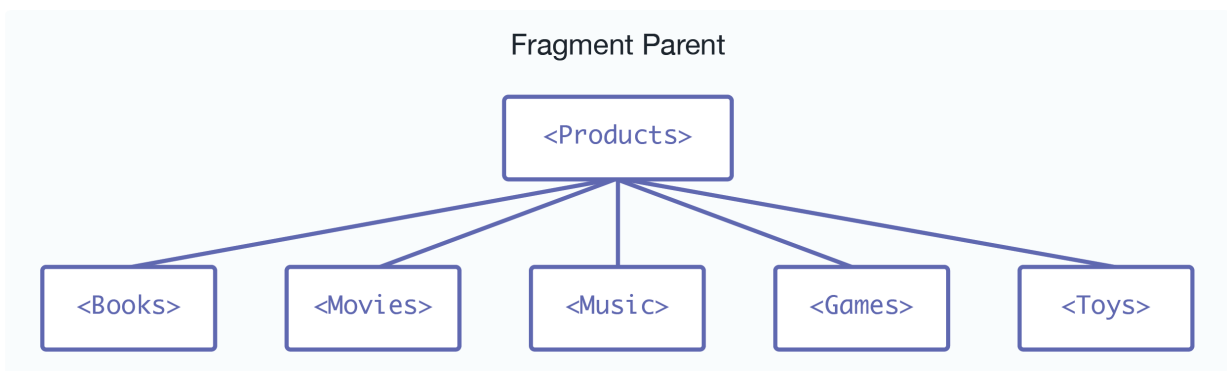 Fragment Parent
<Products>
<Books> <Movies> <Music> <Games> <Toys>